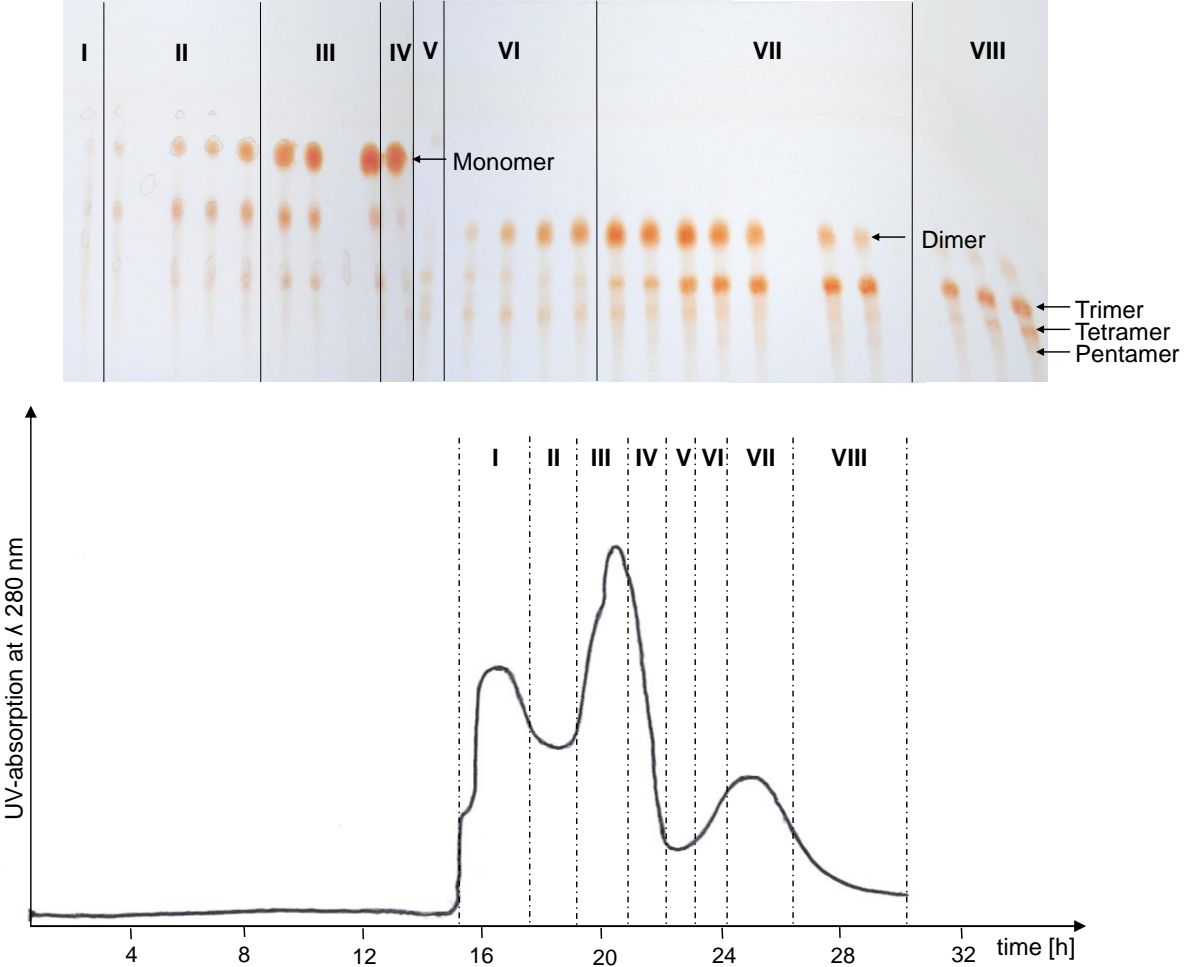 I II III IV V VI VII VIII
Monomer
Dimer
Trimer
Tetramer
Pentamer
I II III IV V VI VII VIII
UV-absorption at λ 280 nm
4 8 12 16 20 24 28 32 time [h]